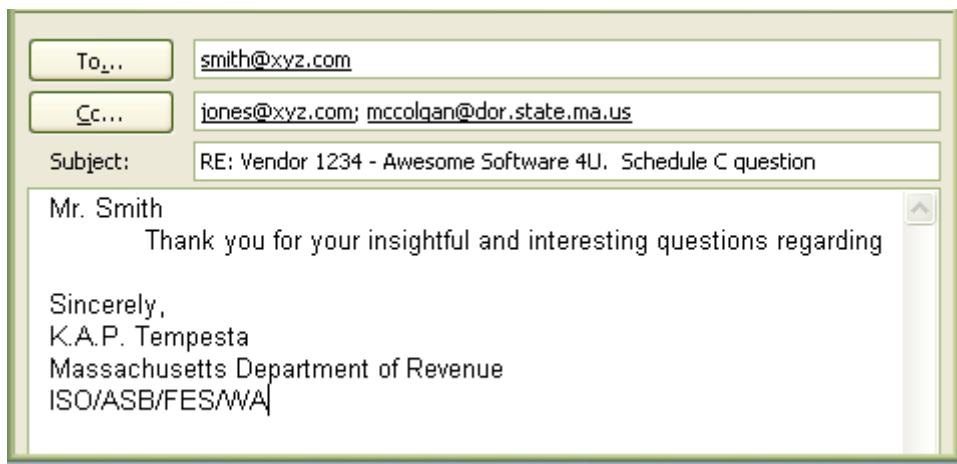 To... smith@xyz.com
Cc... jones@xyz.com; mccolgan@dor.state.ma.us
Subject: RE: Vendor 1234 - Awesome Software 4U. Schedule C question
Mr. Smith
Thank you for your insightful and interesting questions regarding
Sincerely,
K.A.P. Tempesta
Massachusetts Department of Revenue
ISO/ASB/FES/WA